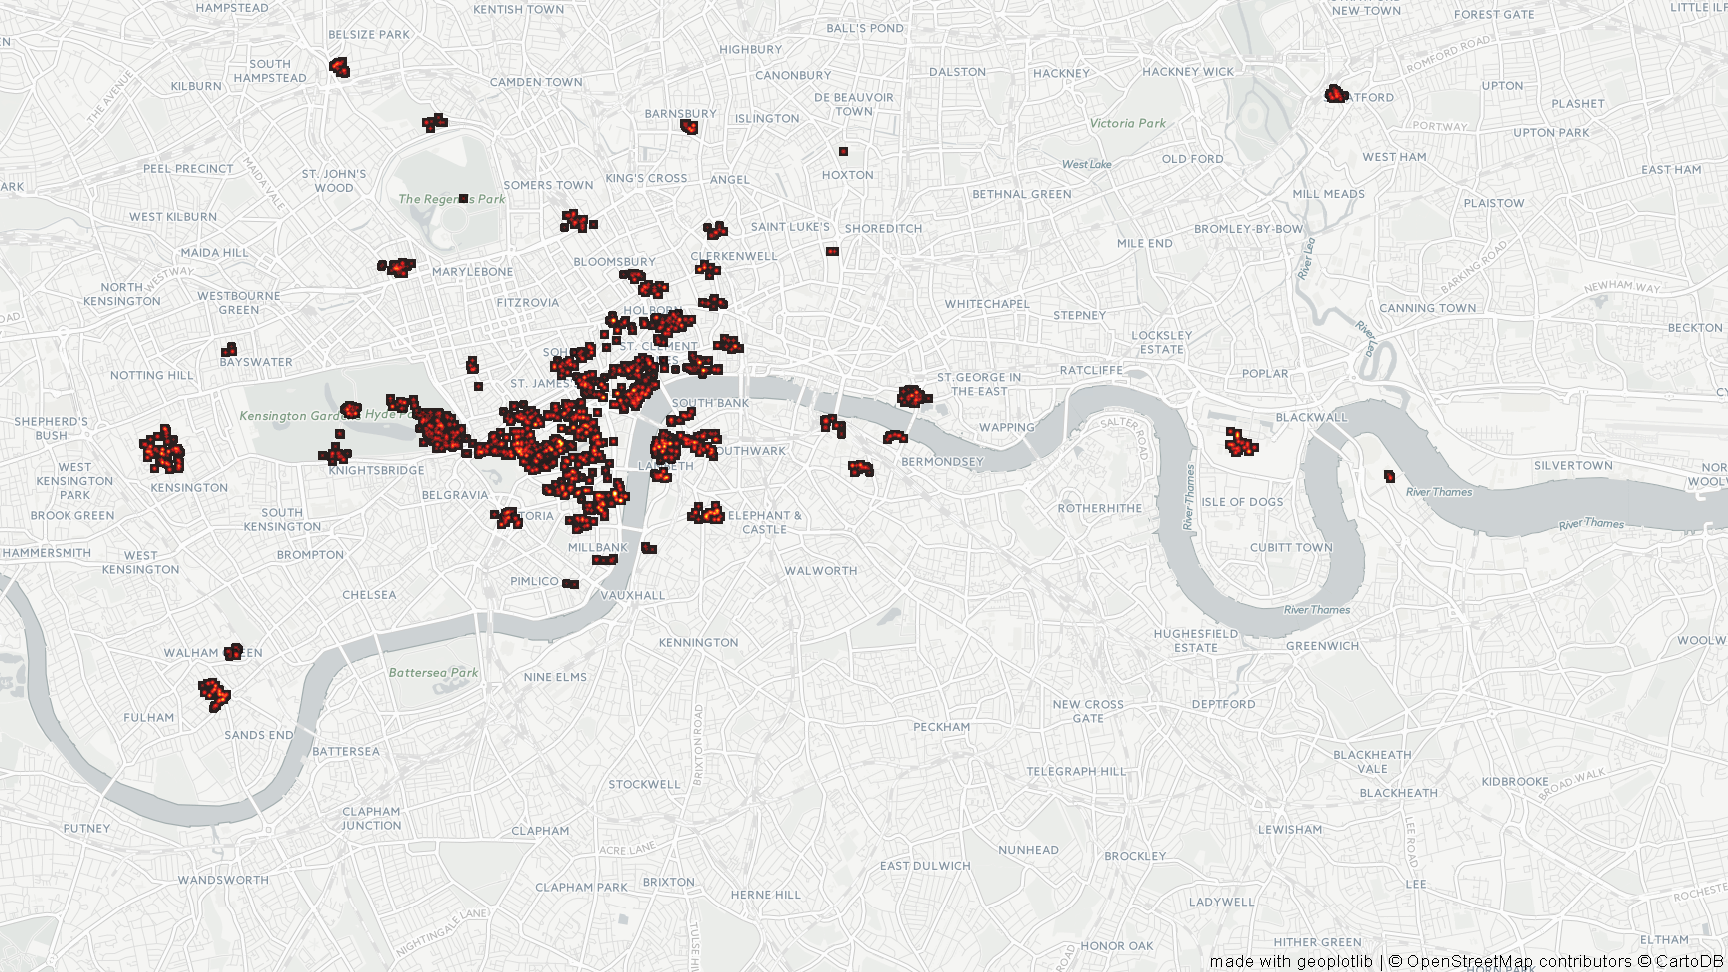 HAMPSTEAD
KENTISH TOWN
NEW TOWN
FOREST GATE
LITTLE ILF
BELSIZE PARK
BALL'S POND
HIGHBURY
ROMFORD ROAD
SOUTH
HAMPSTEAD
THE AVENUE
KILBURN
CAMDEN TOWN
CANONBURY
DALSTON
HACKNEY
HACKNEY WICK
UPTON
DE BEAUVOIR
TOWN
ATFORD
PLASHET
BARNSBURY
ISLINGTON
Victoria Park
PORTWAY
UPTON PARK
PEEL PRECINCT
MAIDA VALE
ST. JOHN'S
WOOD
SOMERS TOWN
KING'S CROSS
ANGEL
HOXTON
West Lake
OLD FORD
WEST HAM
EAST HAM
ARK
The Regent's Park
BETHNAL GREEN
MILL MEADS
PLAISTOW
WEST KILBURN
SAINT LUKE'S
SHOREDITCH
BROMLEY-BY-BOW
MILE END
MAIDA HILL
WESTWAY
MARYLEBONE
BLOOMSBURY
CLERKENWELL
River Lea
BARKING ROAD
NORTH
KENSINGTON
WESTBOURNE
GREEN
FITZROVIA
HOLBORN
WHITECHAPEL
STEPNEY
CANNING TOWN
NEWHAM WAY
ROAD
LOCKSLEY
ESTATE
River Lea
BECKTON
BAYSWATER
SOH
ST. CLEMENT
ES
NOTTING HILL
ST. JAMES'
ST.GEORGE IN
THE-EAST
RATCLIFFE
POPLAR
SHEPHERD'S
BUSH
Kensington Garde
Hyde P
SOUTH BANK
WAPPING
SALTER ROAD
BLACKWALL
WEST
KENSINGTON
PARK
KENSINGTON
KNIGHTSBRIDGE
LAMBETH
OUTHWARK
BERMONDSEY
SILVERTOWN
NOR
WOOLW
BROOK GREEN
BELGRAVIA
River Thames
ISLE OF DOGS
River Thames
SOUTH
KENSINGTON
TORIA
ELEPHANT &
CASTLE
ROTHERHITHE
River Thames
HAMMERSMITH
WEST
KENSINGTON
BROMPTON
MILLBANK
CUBITT TOWN
CHELSEA
PIMLICO
WALWORTH
VAUXHALL
River Thames
WALHAM GREEN
KENNINGTON
HUGHESFIELD
ESTATE
GREENWICH
WOOLW
Battersea Park
NINE ELMS
FULHAM
SANDS END
NEW CROSS
GATE
DEPTFORD
BATTERSEA
BRIXTON ROAD
PECKHAM
BLACKHEATH
VALE
STOCKWELL
TELEGRAPH HILL
KIDBROOKE
BROAD WALK
BLACKHEATH
CLAPHAM
JUNCTION
PUTNEY
CLAPHAM
ACRE LANE
NUNHEAD
BROCKLEY
LEWISHAM
LEE ROAD
WANDSWORTH
CLAPHAM PARK
BRIXTON
HERNE HILL
EAST DULWICH
LEE
ROCHESTER
NIGHTINGALE LANE
TULSE HI
LADYWELL
HONOR OAK
ROAD
HITHER GREEN
ELTHAM
made with geoplotlib | © OpenStreetMap contributors © CartoDB